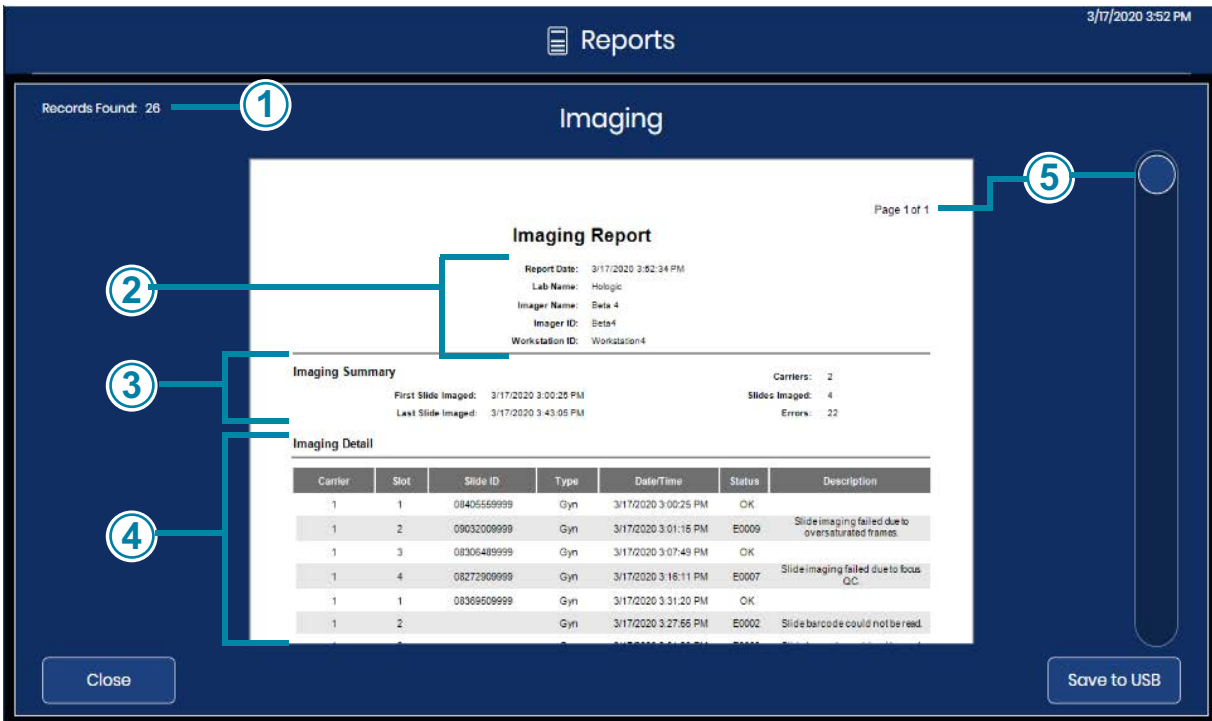 3/17/2020 3:52 PM
Reports
Records Found: 26
1
Imaging
5
Page 1 of 1
Imaging Report
2
Report Date: 3/17/2020 3:52:34 PM
Lab Name: Hologic
Imager Name: Beta 4
Imager ID: Beta4
Workstation ID: Workstation4
3
Imaging Summary
Carriers: 2
First Slide Imaged: 3/17/2020 3:00:25 PM
Slides Imaged: 4
Last Slide Imaged: 3/17/2020 3:43:05 PM
Errors: 22
Imaging Detail
4
Carrier Slot Slide ID Type Date/Time Status Description
1 1 08405559999 Gyn 3/17/2020 3:00:25 PM OK
1 2 09032009999 Gyn 3/17/2020 3:01:15 PM E0009 Slide imaging failed due to
oversaturated frames.
1 3 08306489999 Gyn 3/17/2020 3:07:49 PM OK
1 4 08272909999 Gyn 3/17/2020 3:16:11 PM E0007 Slide imaging failed due to focus
QC.
1 1 08369509999 Gyn 3/17/2020 3:31:20 PM OK
1 2 Gyn 3/17/2020 3:27:55 PM E0002 Slide barcode could not be read.
Close
Save to USB